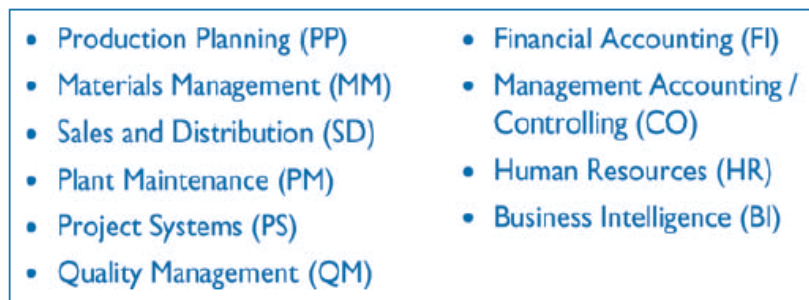 • Production Planning (PP)
• Materials Management (MM)
• Sales and Distribution (SD)
• Plant Maintenance (PM)
• Project Systems (PS)
• Quality Management (QM)
• Financial Accounting (FI)
• Management Accounting /
Controlling (CO)
• Human Resources (HR)
• Business Intelligence (BI)